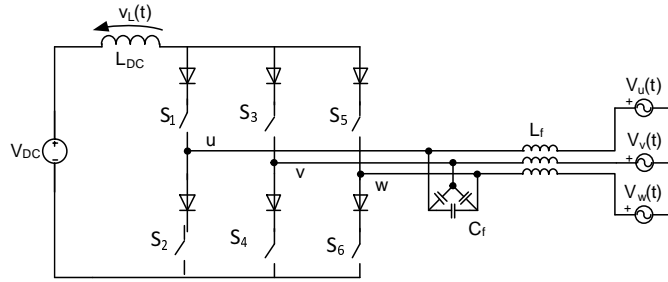 v_L(t)
L_DC
S_1
S_3
S_5
L_f
V_u(t)
V_v(t)
V_w(t)
u
v
w
V_DC
+
-
S_2
S_4
S_6
C_f
+
+
+